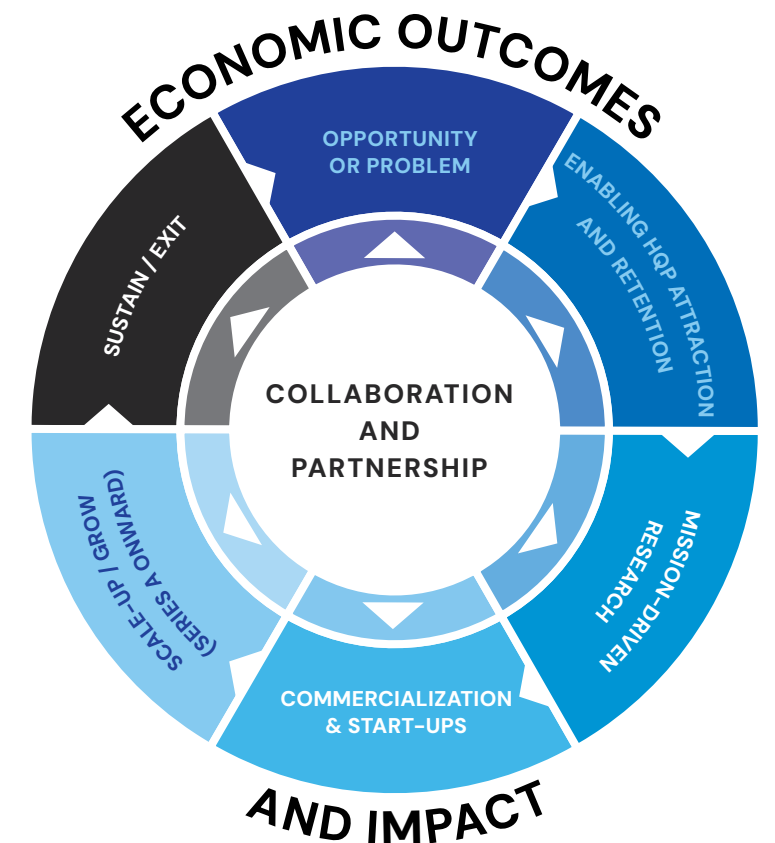 ECONOMIC OUTCOMES
OPPORTUNITY
OR PROBLEM
ENABLING HQP ATTRACTION
AND RETENTION
MISSION-DRIVEN
RESEARCH
COMMERCIALIZATION
& START-UPS
SCALE-UP / GROW
(SERIES A ONWARD)
SUSTAIN / EXIT
COLLABORATION
AND
PARTNERSHIP
AND IMPACT